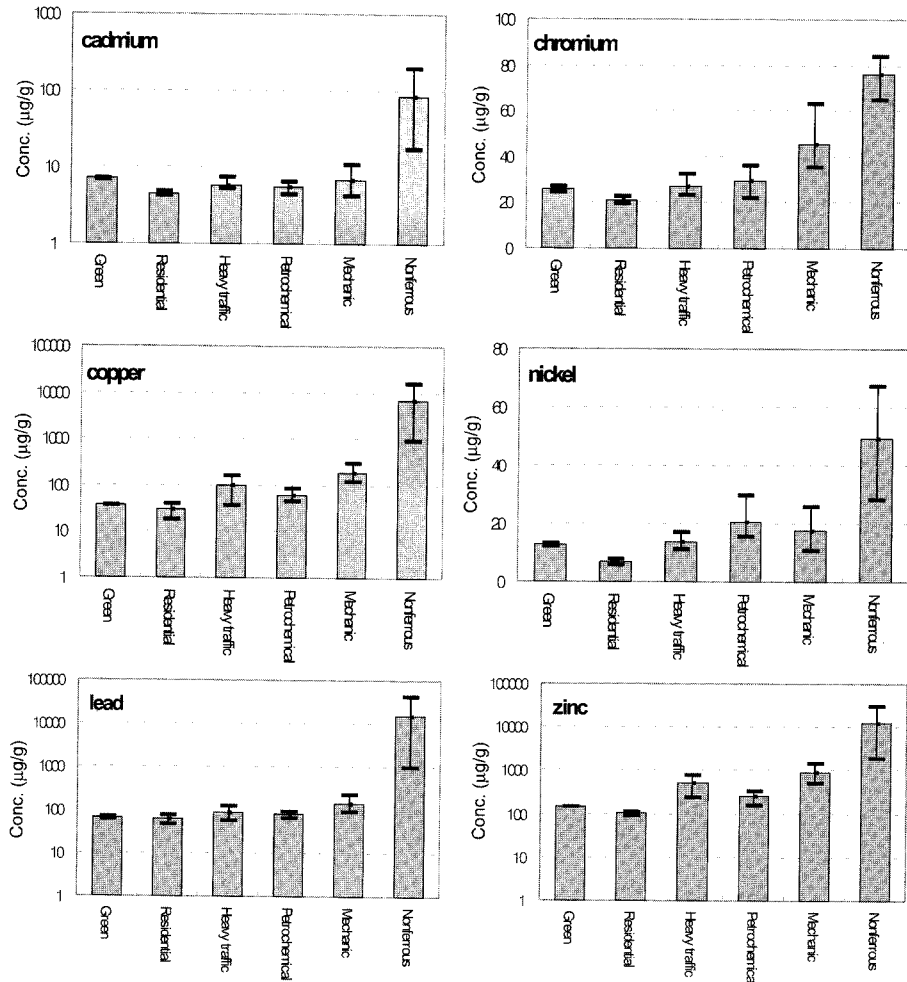 cadmium
Conc. (µg/g)
1000
100
10
1
Green
Residential
Heavy traffic
Petrochemical
Mechanic
Nonferrous
chromium
Conc. (µg/g)
100
80
60
40
20
0
Green
Residential
Heavy traffic
Petrochemical
Mechanic
Nonferrous
copper
Conc. (µg/g)
100000
10000
1000
100
10
1
Green
Residential
Heavy traffic
Petrochemical
Mechanic
Nonferrous
nickel
Conc. (µg/g)
80
60
40
20
0
Green
Residential
Heavy traffic
Petrochemical
Mechanic
Nonferrous
lead
Conc. (µg/g)
100000
10000
1000
100
10
1
Green
Residential
Heavy traffic
Petrochemical
Mechanic
Nonferrous
zinc
Conc. (µg/g)
100000
10000
1000
100
10
1
Green
Residential
Heavy traffic
Petrochemical
Mechanic
Nonferrous